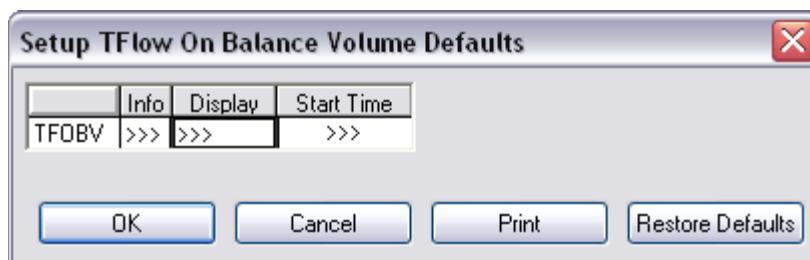 Setup TFlow On Balance Volume Defaults
Info Display Start Time
TFOBV >>> >>> >>>
OK Cancel Print Restore Defaults